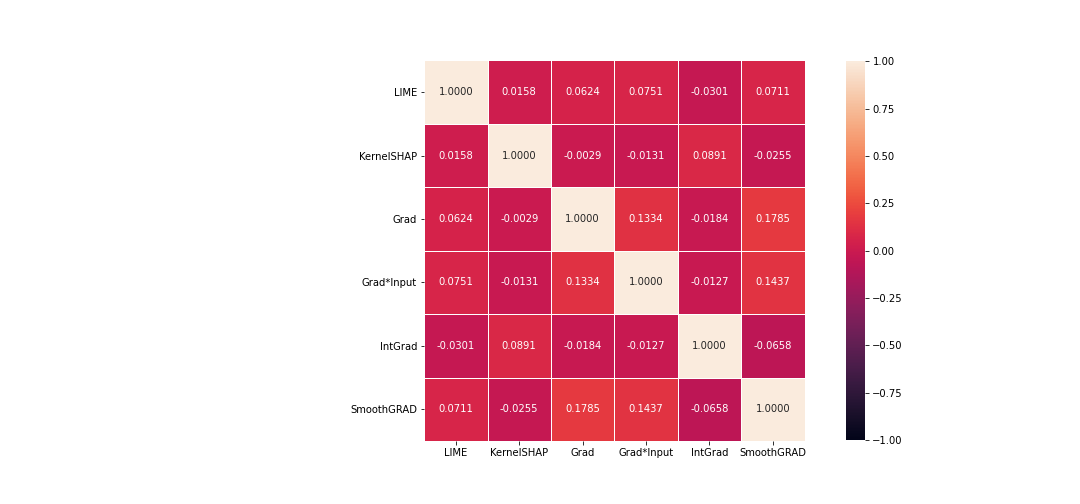 LIME 1.0000 0.0158 0.0624 0.0751 -0.0301 0.0711
KernelSHAP 0.0158 1.0000 -0.0029 -0.0131 0.0891 -0.0255
Grad 0.0624 -0.0029 1.0000 0.1334 -0.0184 0.1785
Grad*Input 0.0751 -0.0131 0.1334 1.0000 -0.0127 0.1437
IntGrad -0.0301 0.0891 -0.0184 -0.0127 1.0000 -0.0658
SmoothGRAD 0.0711 -0.0255 0.1785 0.1437 -0.0658 1.0000
LIME KernelSHAP Grad Grad*Input IntGrad SmoothGRAD
1.00
0.75
0.50
0.25
0.00
−0.25
−0.50
−0.75
−1.00